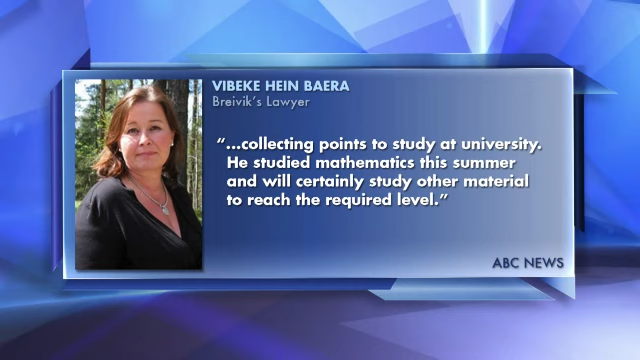 VIBEKE HEIN BAERA
Breivik's Lawyer
“...collecting points to study at university.
He studied mathematics this summer
and will certainly study other material
to reach the required level.”
ABC NEWS